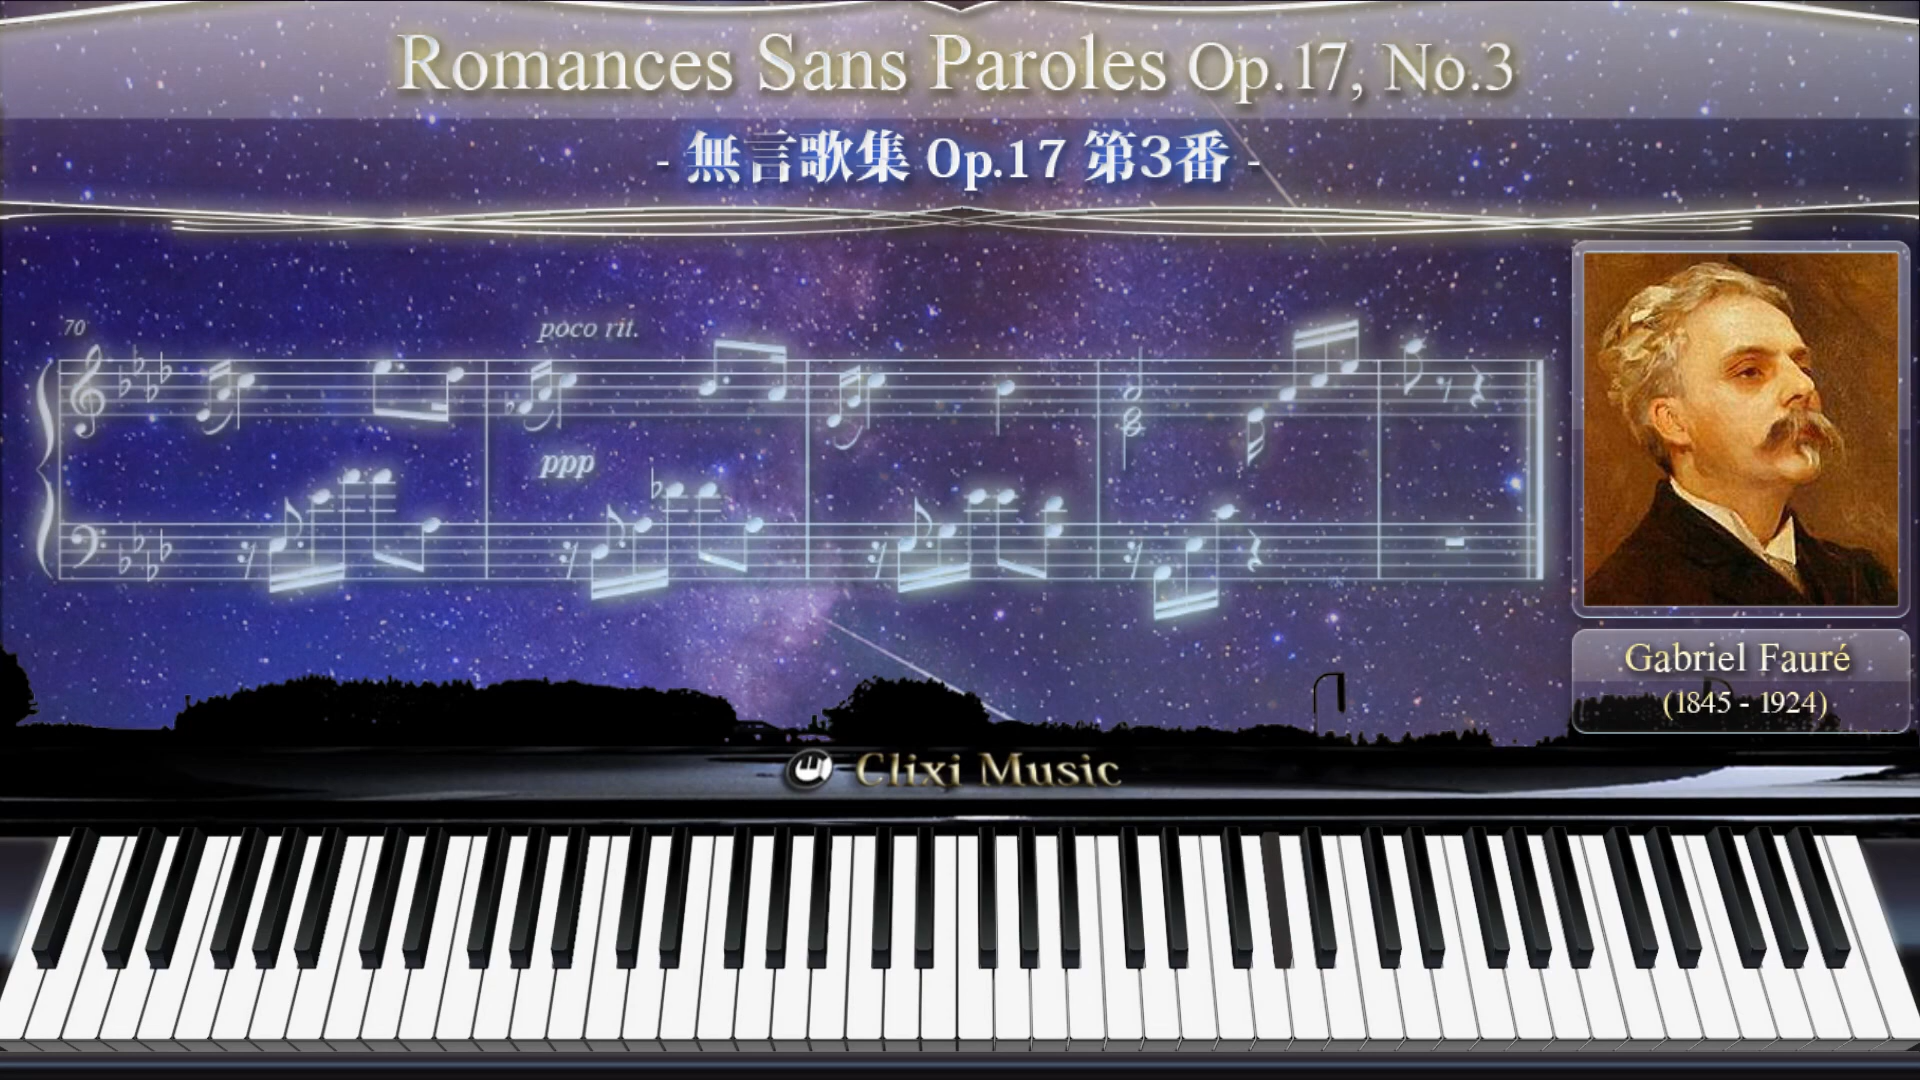 Romances Sans Paroles Op.17, No.3
- 無言歌集 Op.17 第3番 -
70
poco rit.
ppp
Gabriel Fauré
(1845 - 1924)
Clixi Music